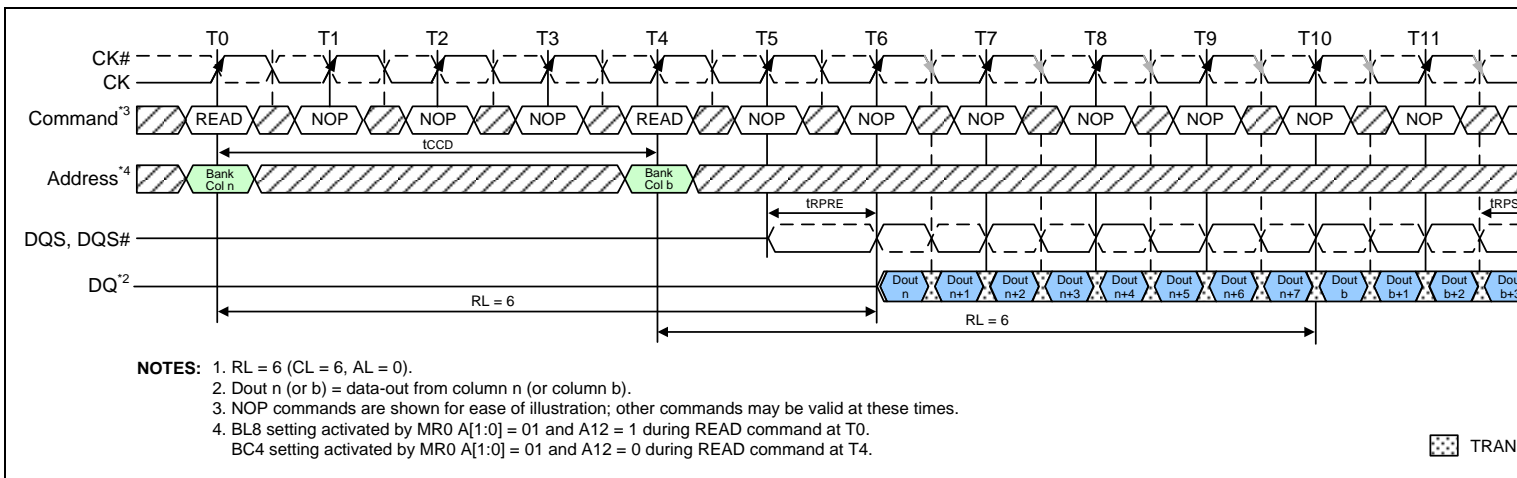 T0 T1 T2 T3 T4 T5 T6 T7 T8 T9 T10 T11
CK#
CK
Command*3 READ NOP NOP NOP READ NOP NOP NOP NOP NOP NOP NOP
tCCD
Address*4 Bank Col n Bank Col b
tRPRE tRPS
DQS, DQS#
DQ*2 Dout n Dout n+1 Dout n+2 Dout n+3 Dout n+4 Dout n+5 Dout n+6 Dout n+7 Dout b Dout b+1 Dout b+2 Dout b+3
RL = 6
RL = 6
NOTES: 1. RL = 6 (CL = 6, AL = 0).
2. Dout n (or b) = data-out from column n (or column b).
3. NOP commands are shown for ease of illustration; other commands may be valid at these times.
4. BL8 setting activated by MR0 A[1:0] = 01 and A12 = 1 during READ command at T0.
BC4 setting activated by MR0 A[1:0] = 01 and A12 = 0 during READ command at T4.
TRAN